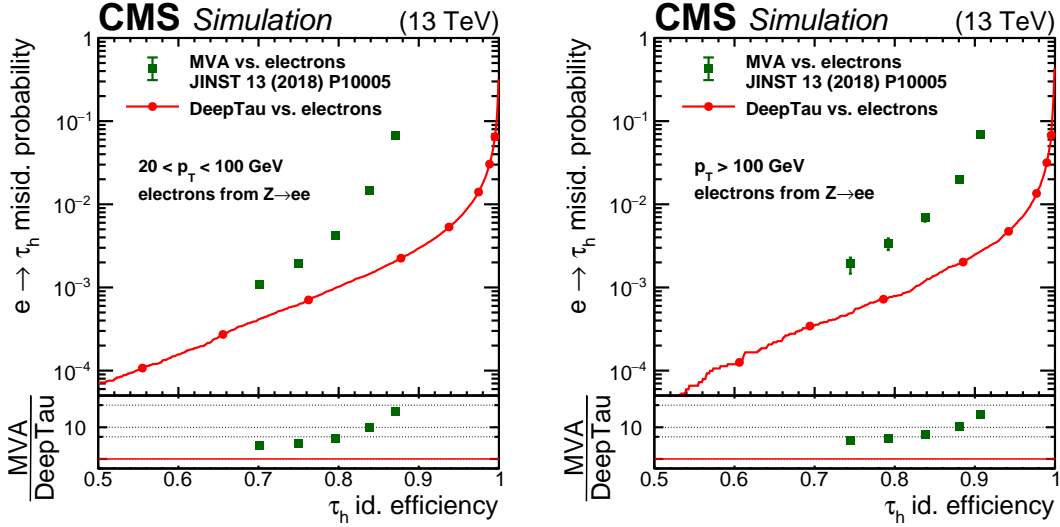 CMS Simulation (13 TeV)
1
10⁻¹
10⁻²
10⁻³
10⁻⁴
e → τh misid. probability
MVA vs. electrons
JINST 13 (2018) P10005
DeepTau vs. electrons
20 < pT < 100 GeV
electrons from Z→ee
MVA
DeepTau
10
0.5 0.6 0.7 0.8 0.9 1
τh id. efficiency
CMS Simulation (13 TeV)
1
10⁻¹
10⁻²
10⁻³
10⁻⁴
e → τh misid. probability
MVA vs. electrons
JINST 13 (2018) P10005
DeepTau vs. electrons
pT > 100 GeV
electrons from Z→ee
MVA
DeepTau
10
0.5 0.6 0.7 0.8 0.9 1
τh id. efficiency